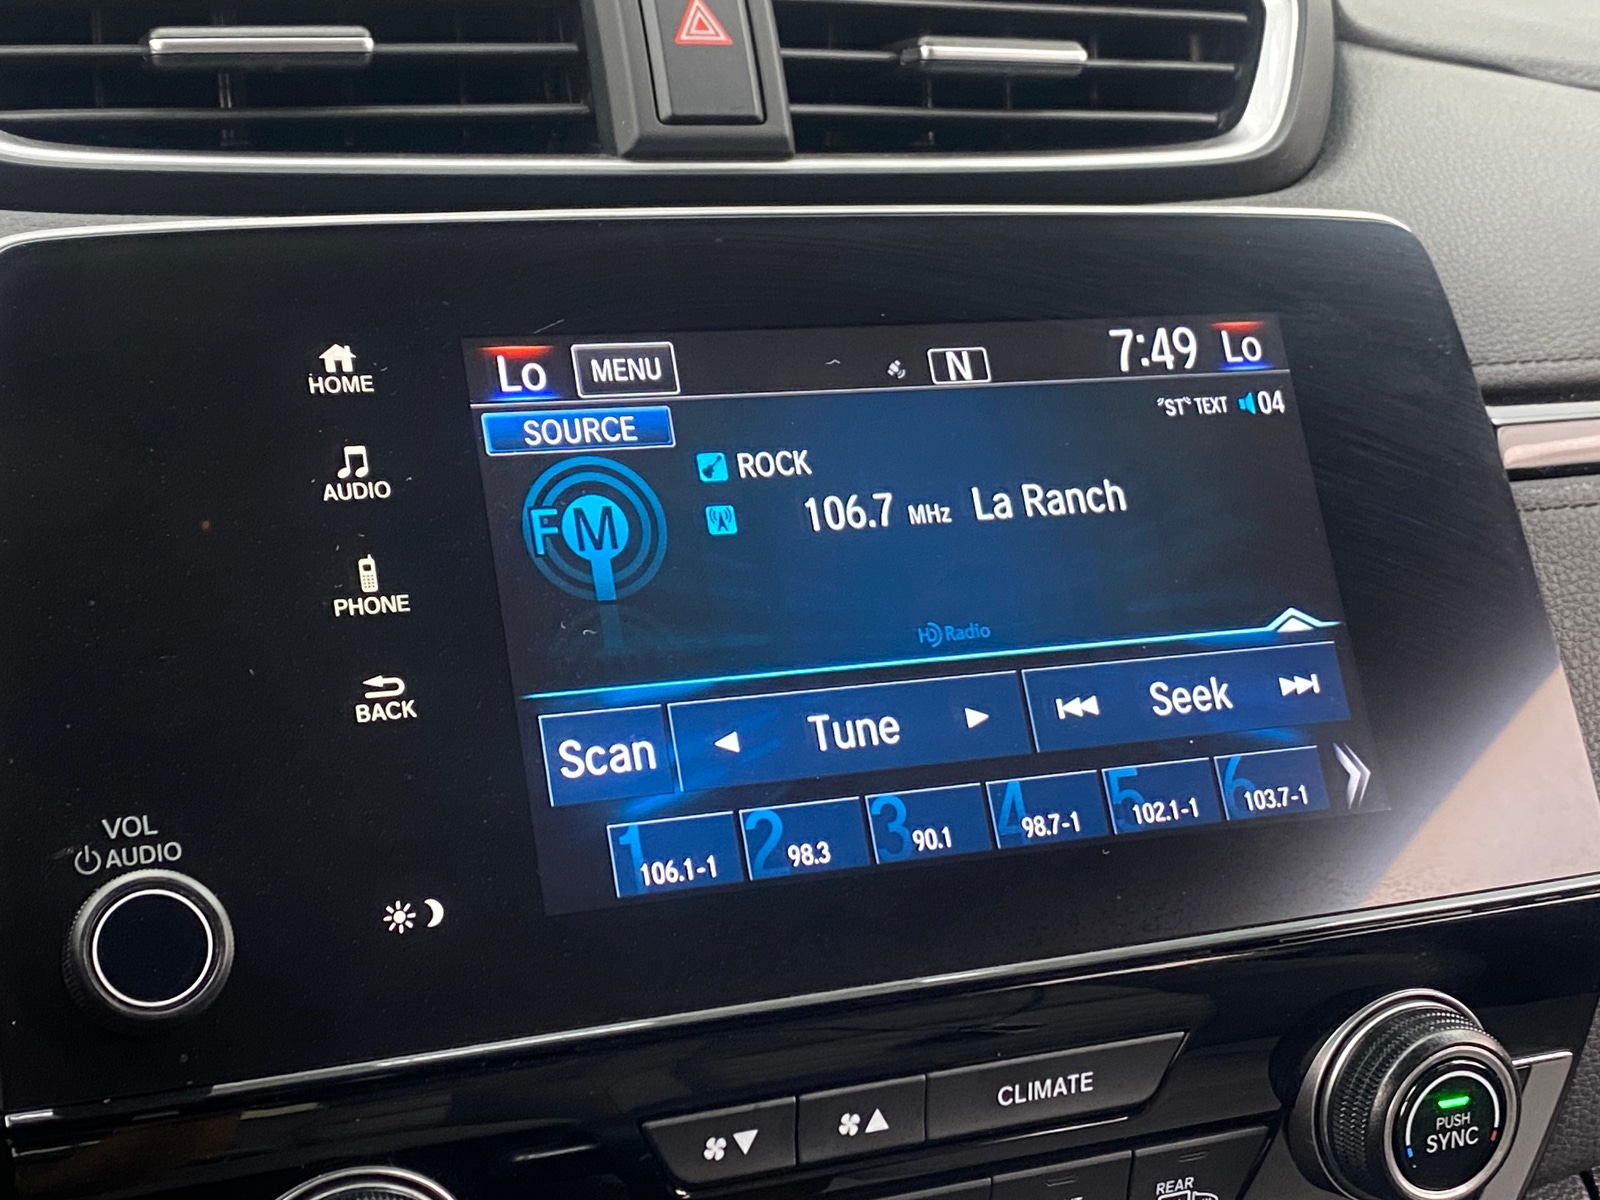 HOME
AUDIO
PHONE
BACK
VOL
AUDIO
Lo MENU N 7:49 Lo
SOURCE "ST" TEXT 04
FM
ROCK
106.7 MHz La Ranch
HD Radio
Scan Tune Seek
1 106.1-1
2 98.3
3 90.1
4 98.7-1
5 102.1-1
6 103.7-1
CLIMATE
PUSH
SYNC
REAR